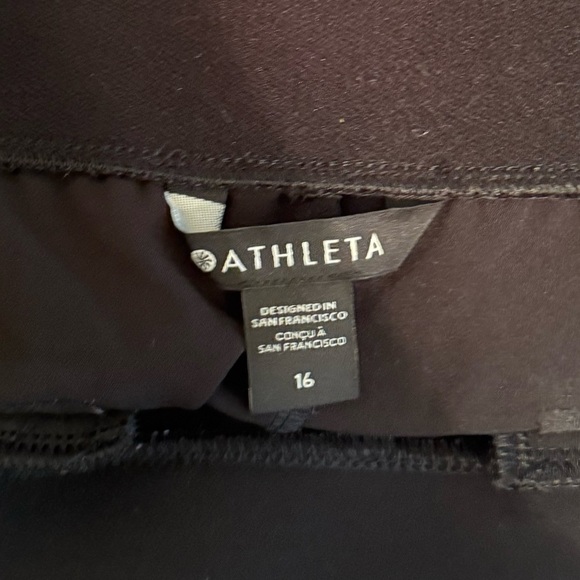 ATHLETA
DESIGNED IN
SAN FRANCISCO
CONÇU À
SAN FRANCISCO
16